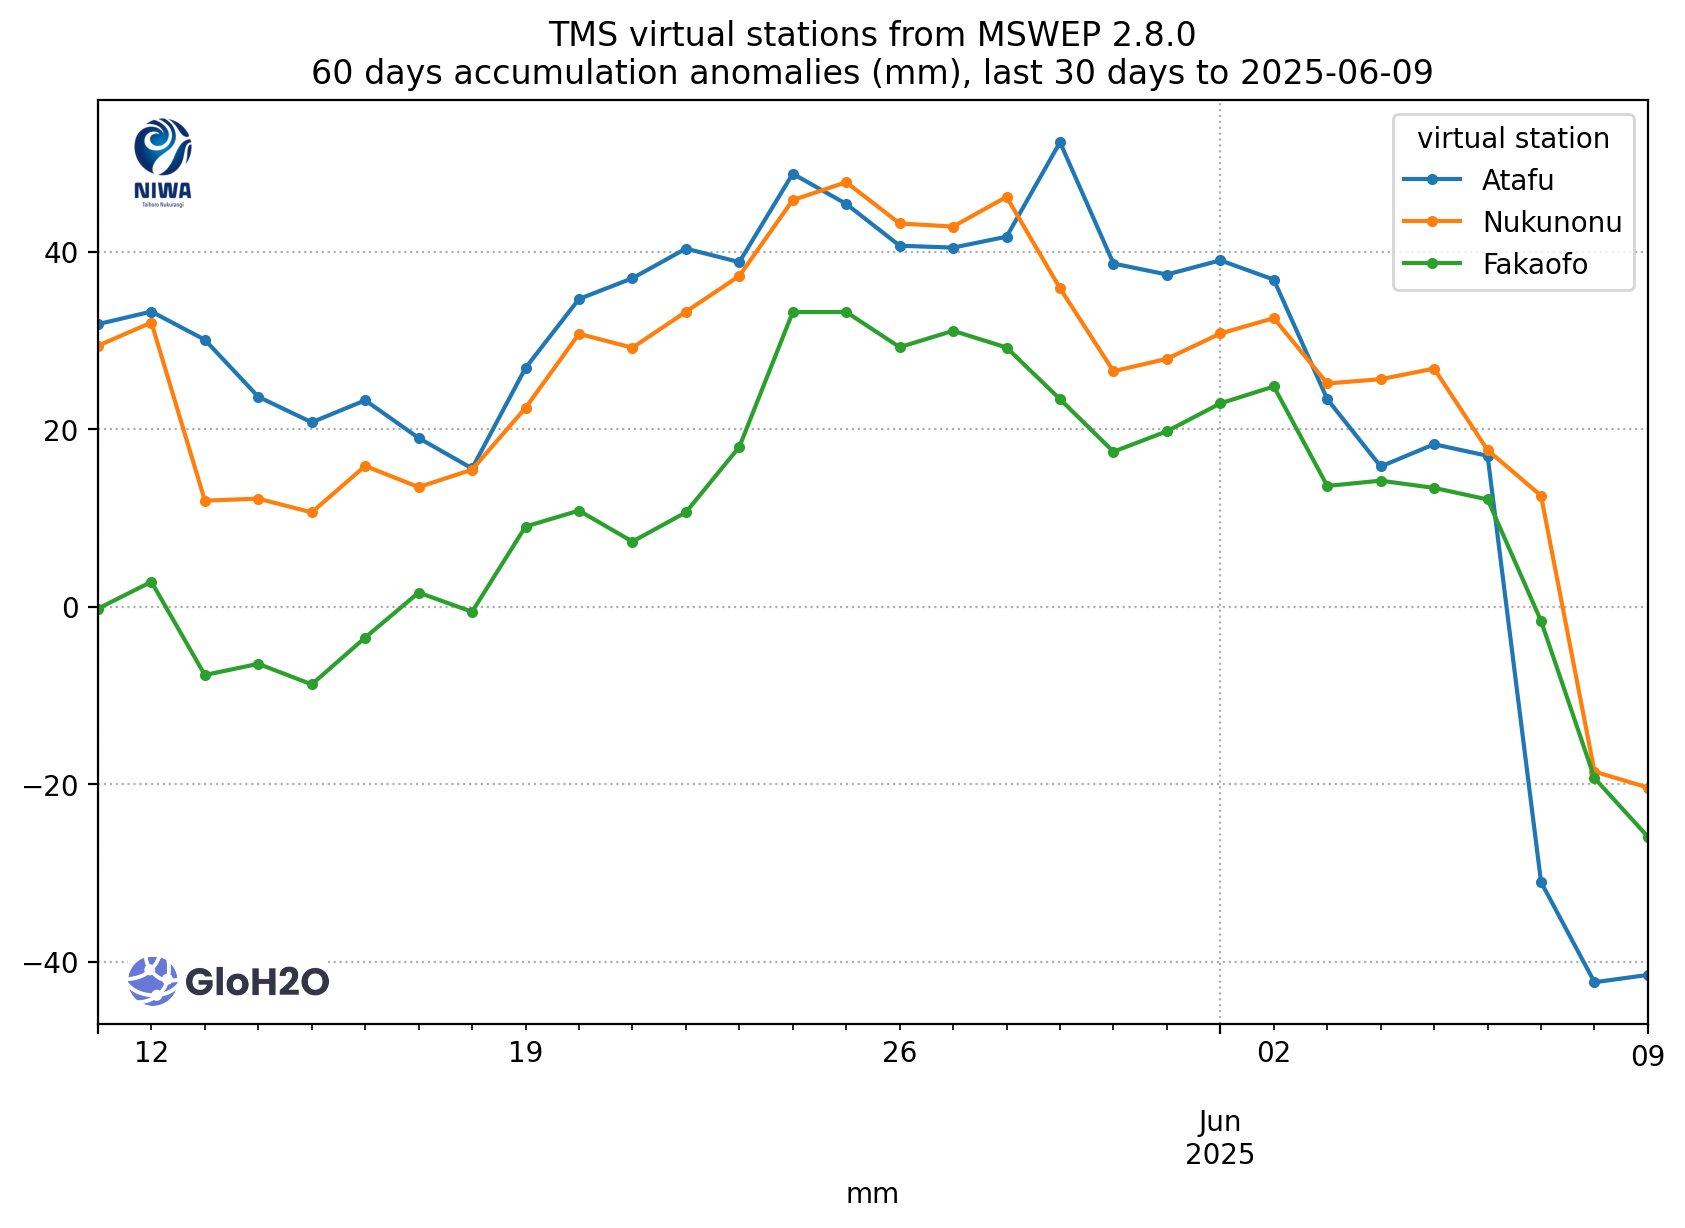 TMS virtual stations from MSWEP 2.8.0
60 days accumulation anomalies (mm), last 30 days to 2025-06-09
NIWA
Taihoro Nukurangi
virtual station
Atafu
Nukunonu
Fakaofo
40
20
0
−20
−40
GloH2O
12
19
26
02
09
Jun
2025
mm